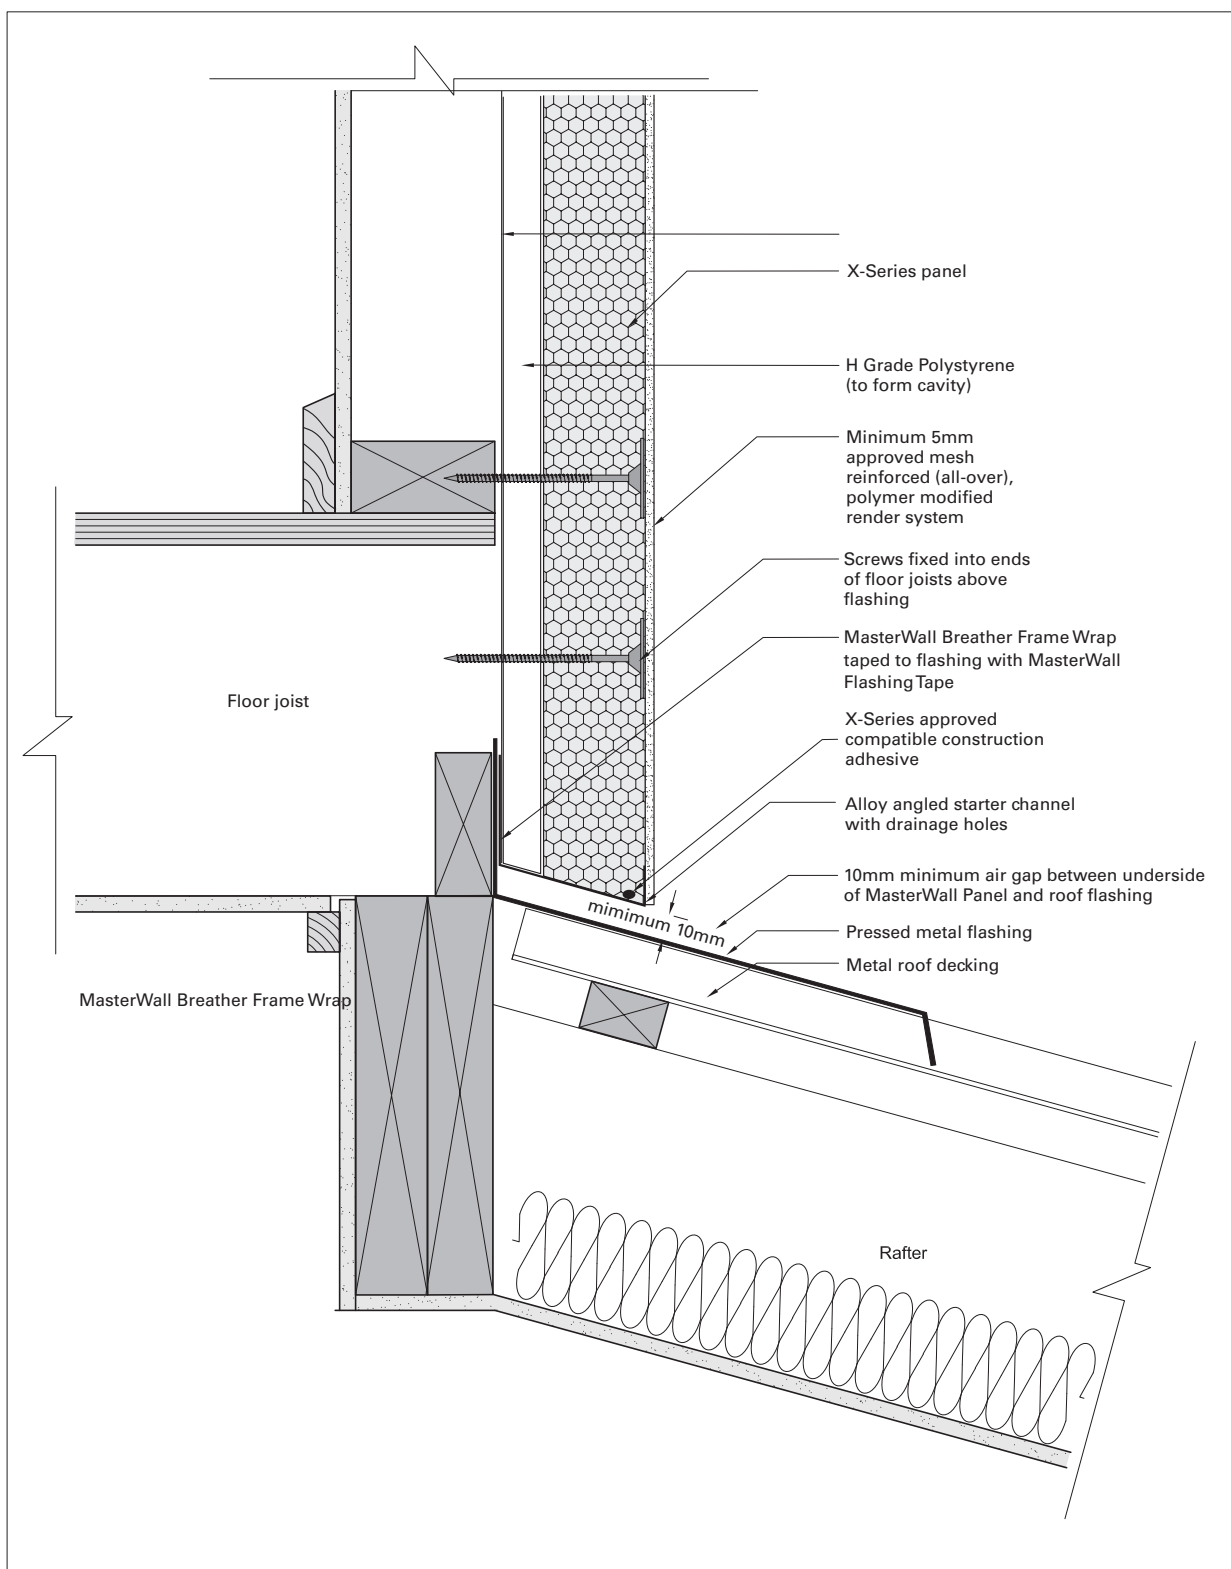 X-Series panel
H Grade Polystyrene
(to form cavity)
Minimum 5mm
approved mesh
reinforced (all-over),
polymer modified
render system
Screws fixed into ends
of floor joists above
flashing
MasterWall Breather Frame Wrap
taped to flashing with MasterWall
Flashing Tape
Floor joist
X-Series approved
compatible construction
adhesive
Alloy angled starter channel
with drainage holes
10mm minimum air gap between underside
of MasterWall Panel and roof flashing
mimimum 10mm
Pressed metal flashing
Metal roof decking
MasterWall Breather Frame Wrap
Rafter